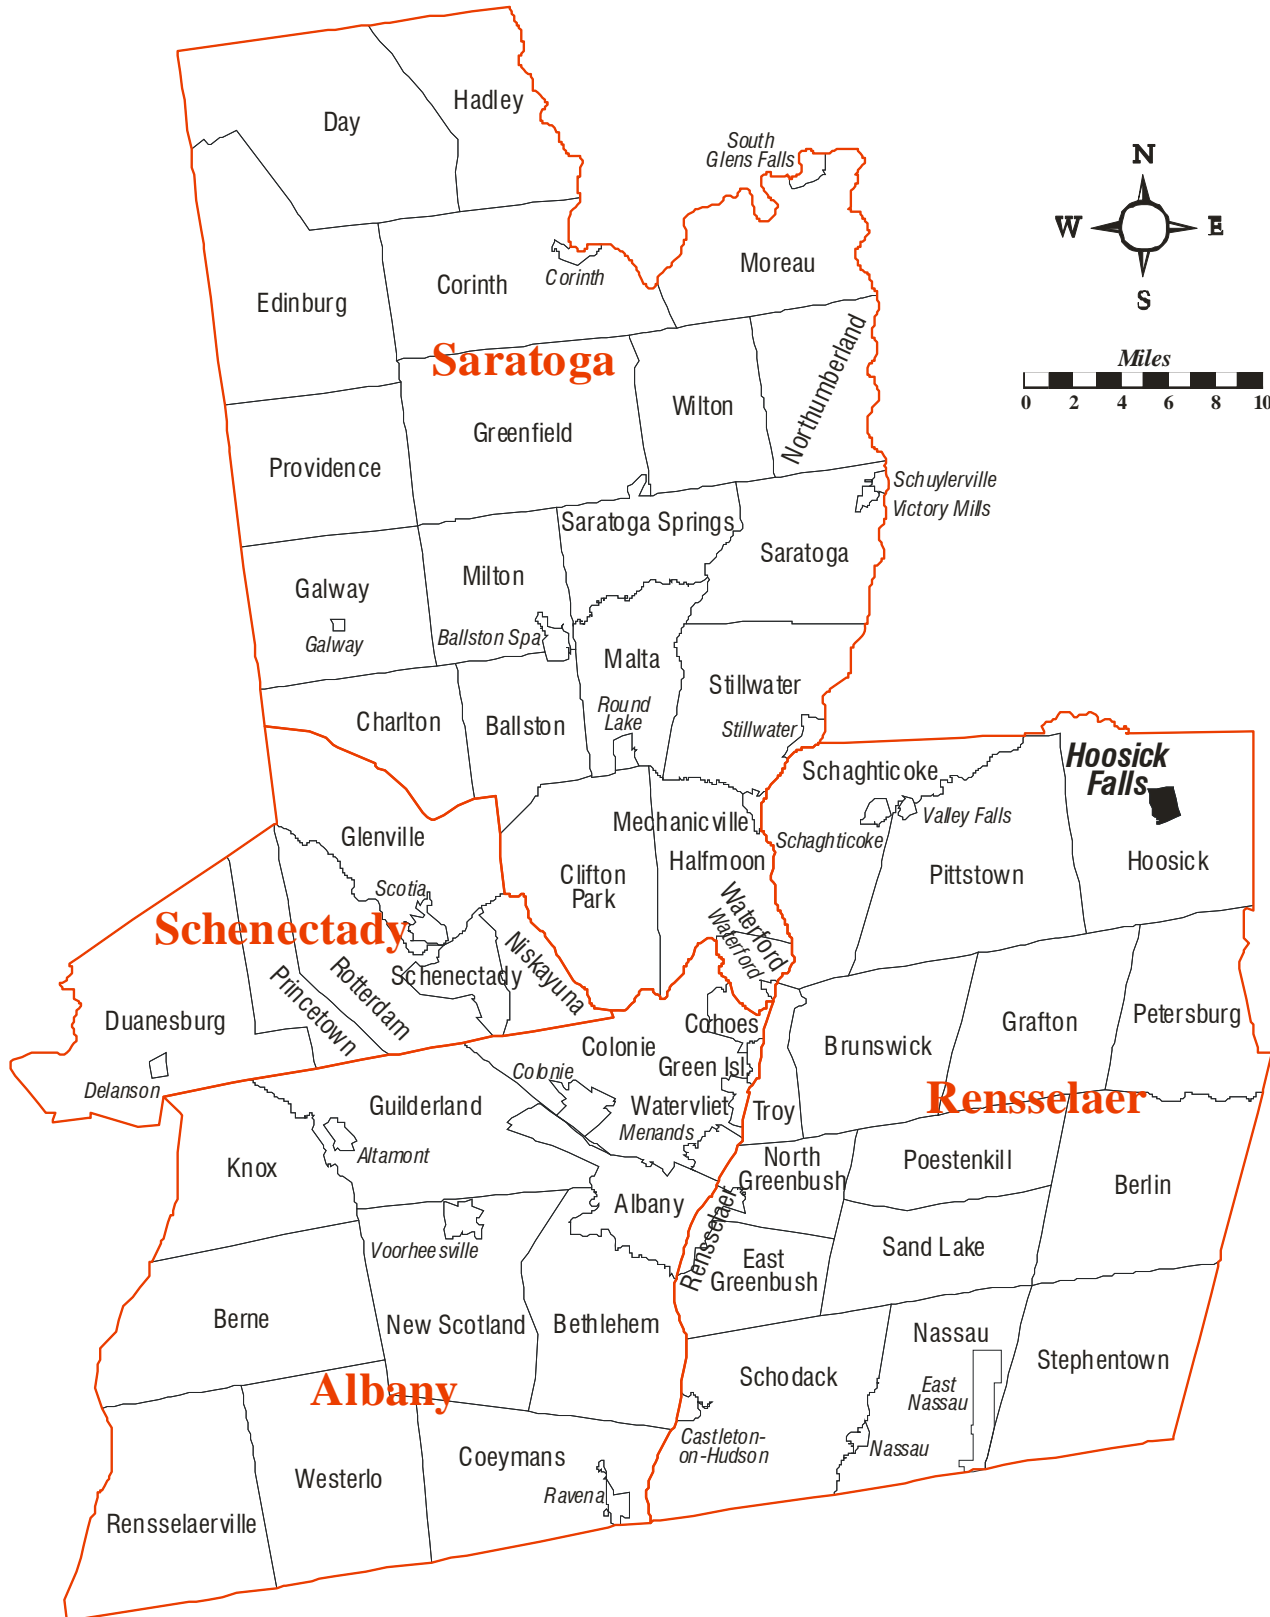 Hadley
Day
South
Glens Falls
N
W
E
S
Moreau
Corinth
Corinth
Edinburg
Northumberland
Saratoga
Miles
0 2 4 6 8 10
Wilton
Greenfield
Providence
Schuylerville
Victory Mills
Saratoga Springs
Saratoga
Milton
Galway
Galway
Ballston Spa
Malta
Stillwater
Round
Lake
Stillwater
Charlton
Ballston
Hoosick
Falls
Schaghticoke
Valley Falls
Schaghticoke
Mechanicville
Halfmoon
Glenville
Hoosick
Pittstown
Clifton
Park
Scotia
Waterford
Waterford
Schenectady
Niskayuna
Schenectady
Rotterdam
Princetown
Duanesburg
Delanson
Cohoes
Colonie
Green Isl.
Colonie
Watervliet
Menands
Troy
Brunswick
Grafton
Petersburg
Rensselaer
Guilderland
Altamont
Knox
North
Greenbush
Poestenkill
Berlin
Albany
Rensselaer
Voorheesville
East
Greenbush
Sand Lake
Berne
New Scotland
Bethlehem
Nassau
Stephentown
Schodack
East
Nassau
Albany
Castleton-
on-Hudson
Nassau
Coeymans
Westerlo
Ravena
Rensselaerville